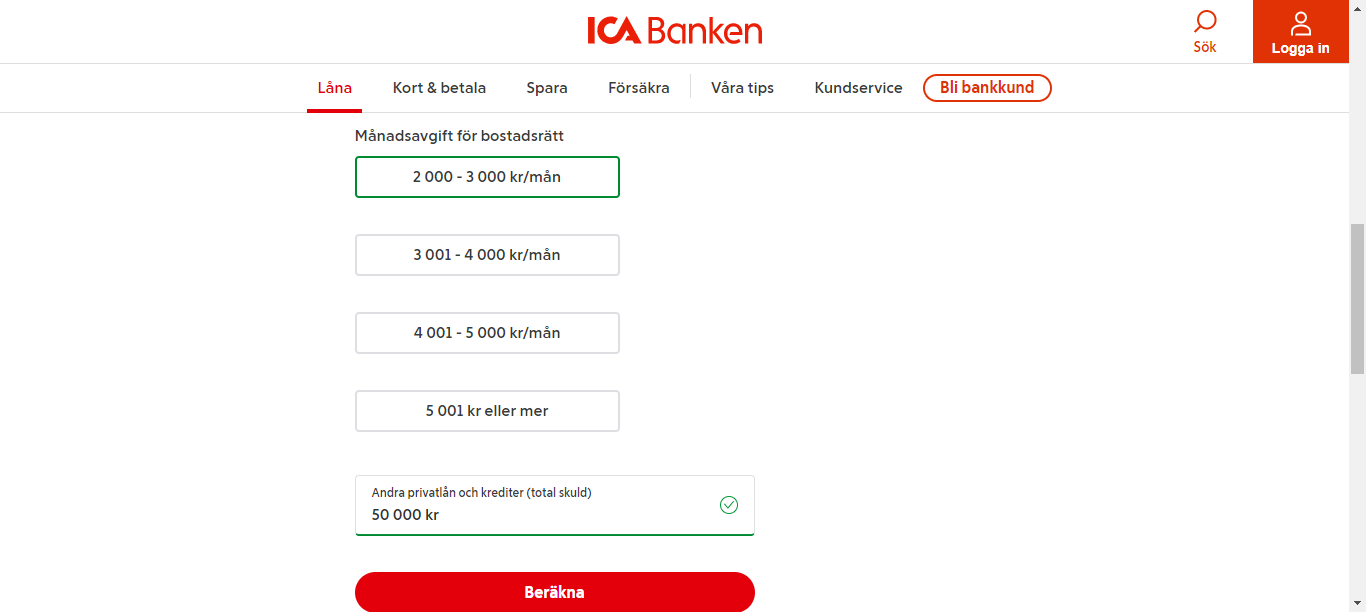 ICA Banken
Sök
Logga in
Låna
Kort & betala
Spara
Försäkra
Våra tips
Kundservice
Bli bankkund
Månadsavgift för bostadsrätt
2 000 - 3 000 kr/mån
3 001 - 4 000 kr/mån
4 001 - 5 000 kr/mån
5 001 kr eller mer
Andra privatlån och krediter (total skuld)
50 000 kr
Beräkna